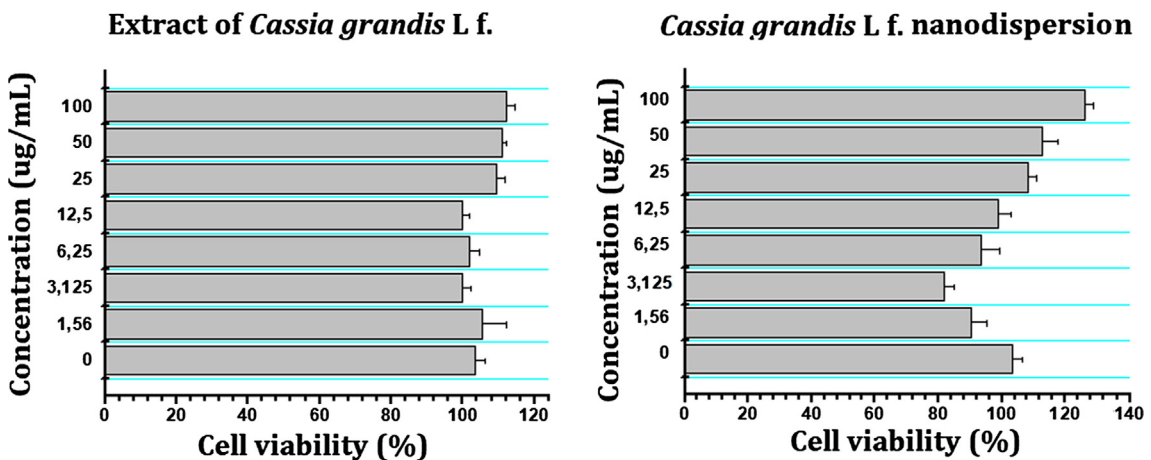 Extract of Cassia grandis L f.
Concentration (ug/mL)
100
50
25
12,5
6,25
3,125
1,56
0
0 20 40 60 80 100 120
Cell viability (%)
Cassia grandis L f. nanodispersion
Concentration (ug/mL)
100
50
25
12,5
6,25
3,125
1,56
0
0 20 40 60 80 100 120 140
Cell viability (%)